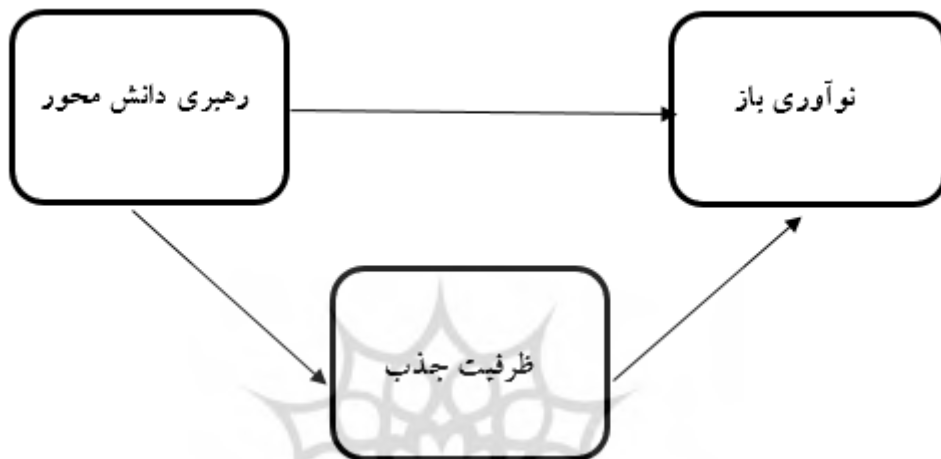 رهبری دانش محور
نوآوری باز
ظرفیت جذب